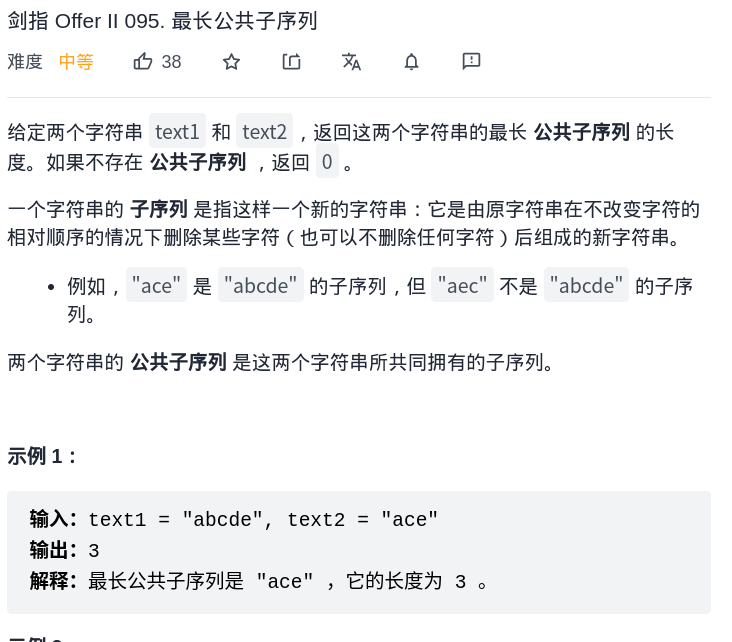 剑指 Offer II 095. 最长公共子序列
难度 中等 38
给定两个字符串 text1 和 text2 ，返回这两个字符串的最长 公共子序列 的长
度。如果不存在 公共子序列 ，返回 0 。
一个字符串的 子序列 是指这样一个新的字符串：它是由原字符串在不改变字符的
相对顺序的情况下删除某些字符（也可以不删除任何字符）后组成的新字符串。
• 例如，"ace" 是 "abcde" 的子序列，但 "aec" 不是 "abcde" 的子序
列。
两个字符串的 公共子序列 是这两个字符串所共同拥有的子序列。
示例 1：
输入：text1 = "abcde", text2 = "ace"
输出：3
解释：最长公共子序列是 "ace" ，它的长度为 3 。